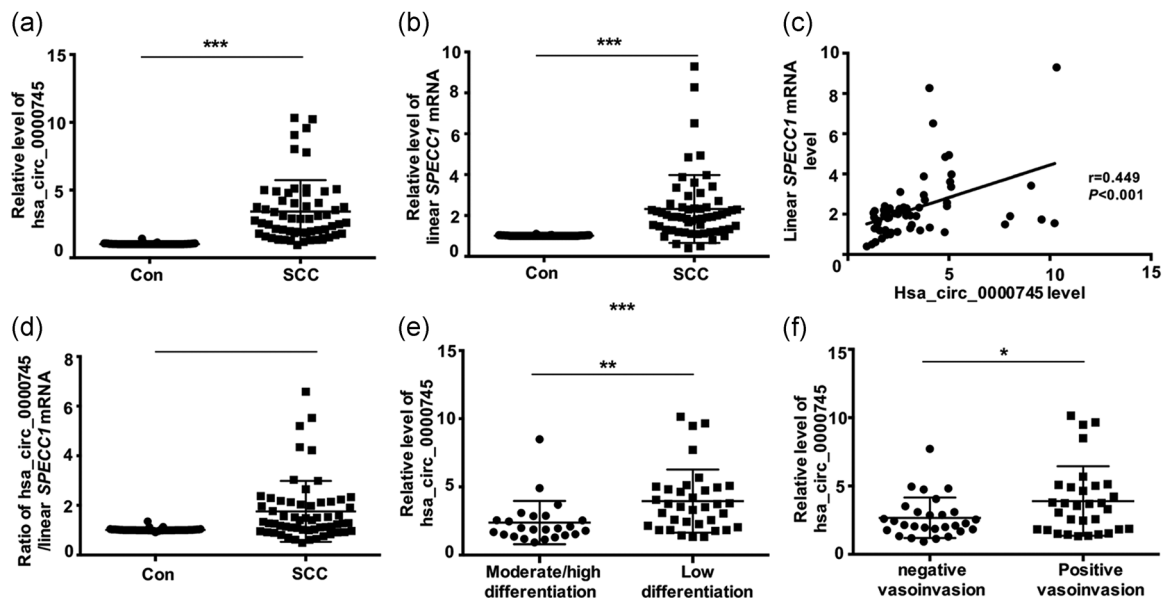 (a)
***
Relative level of
hsa_circ_0000745
15
10
5
0
Con
SCC
(b)
***
Relative level of
linear SPECC1 mRNA
10
8
6
4
2
0
Con
SCC
(c)
Linear SPECC1 mRNA
level
10
8
6
4
2
0
5
10
15
r=0.449
P<0.001
Hsa_circ_0000745 level
(d)
Ratio of hsa_circ_0000745
/linear SPECC1 mRNA
8
6
4
2
0
Con
SCC
***
(e)
**
Relative level of
hsa_circ_0000745
15
10
5
0
Moderate/high
differentiation
Low
differentiation
(f)
*
Relative level of
hsa_circ_0000745
15
10
5
0
negative
vasoinvasion
Positive
vasoinvasion